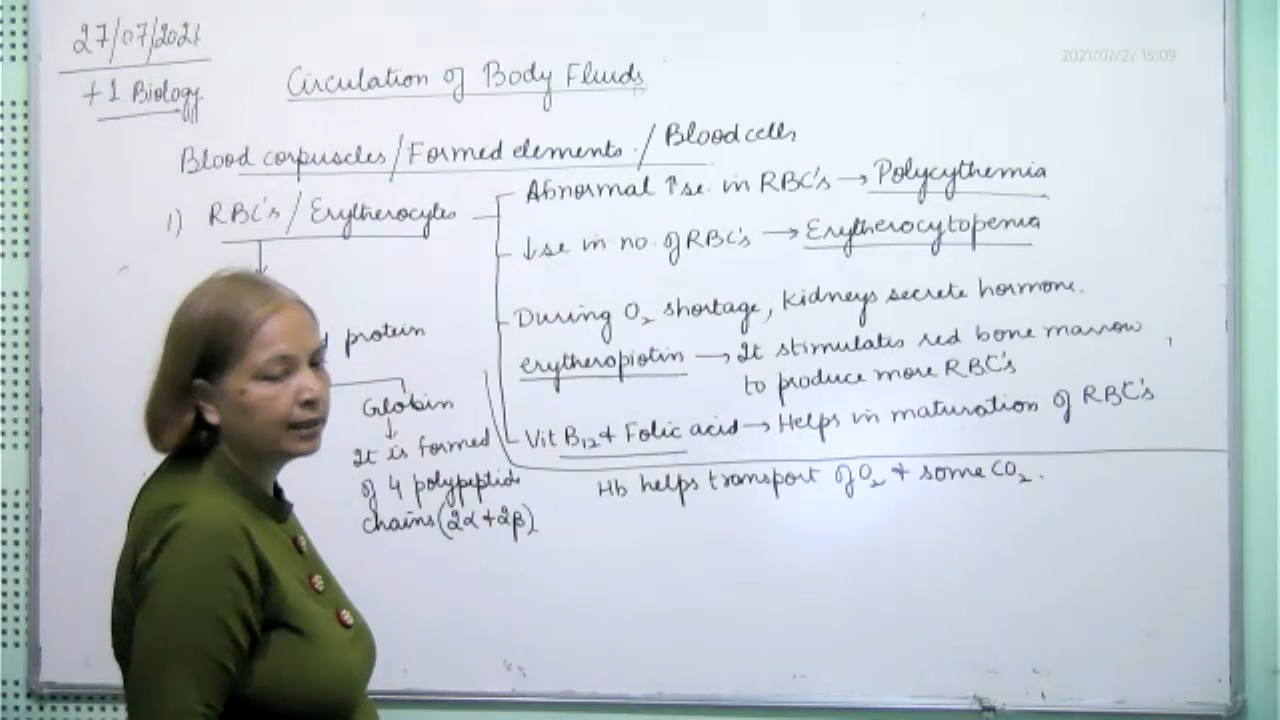 27/07/2021
+1 Biology
2021/07/27 15:09
Circulation of Body Fluids
Blood corpuscles/Formed elements./Blood cells
1) RBC's/Erytherocytes
Abnormal ↑se. in RBC's → Polycythemia
↓se in no. of RBC's → Erytherocytopenia
During O₂ shortage, kidneys secrete hormone.
erytheropiotin → It stimulates red bone marrow
to produce more RBC's
Vit B₁₂ + Folic acid → Helps in maturation of RBC's
Hb helps transport of O₂ + some CO₂.
protein
Globin
↓
It is formed
of 4 polypeptide
chains (2α+2β)